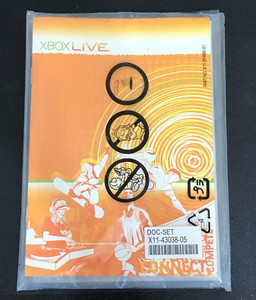 XBOX LIVE
DOC-SET
X11-43038-05
CONNECT
COMPETE